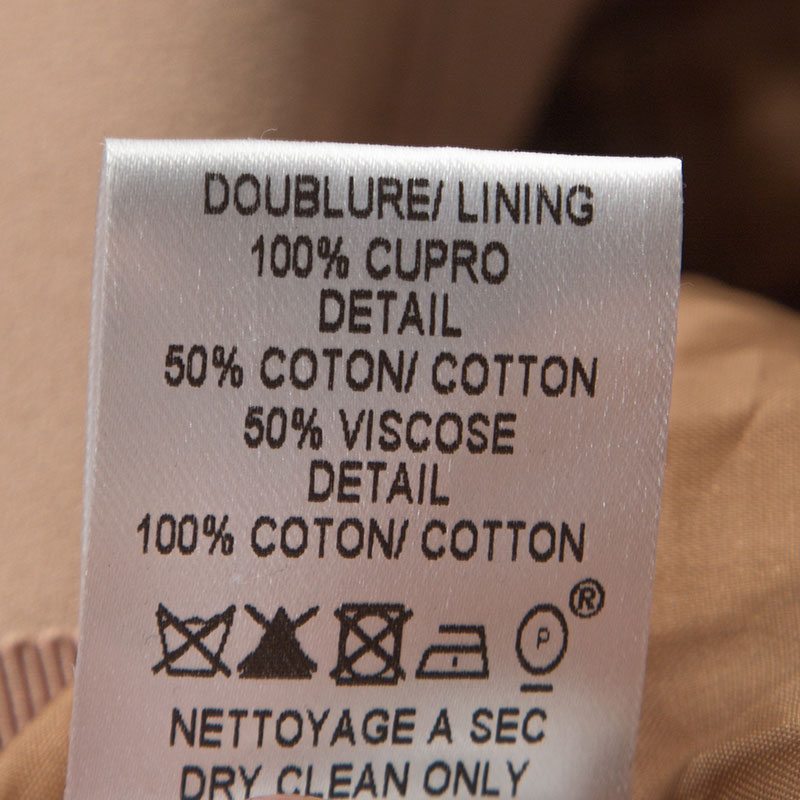 DOUBLURE/ LINING
100% CUPRO
DETAIL
50% COTON/ COTTON
50% VISCOSE
DETAIL
100% COTON/ COTTON
P ®
NETTOYAGE A SEC
DRY CLEAN ONLY